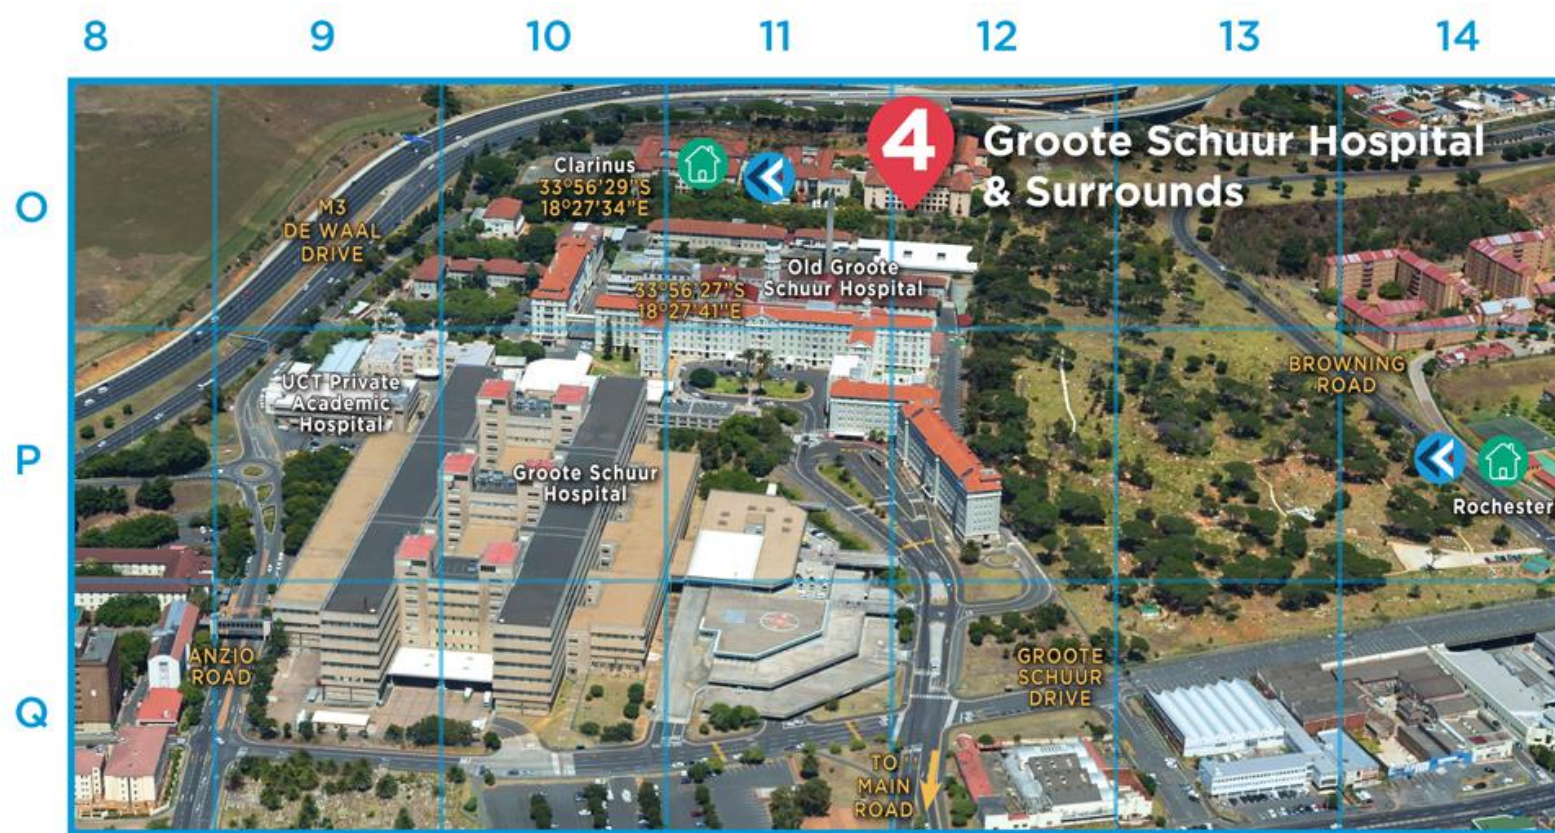 8 9 10 11 12 13 14
O
P
Q
4
Groote Schuur Hospital
& Surrounds
Clarinus
33°56'29"S
18°27'34"E
M3
DE WAAL
DRIVE
Old Groote
Schuur Hospital
33°56'27"S
18°27'41"E
UCT Private
Academic
Hospital
BROWNING
ROAD
Groote Schuur
Hospital
Rochester
ANZIO
ROAD
GROOTE
SCHUUR
DRIVE
TO
MAIN
ROAD